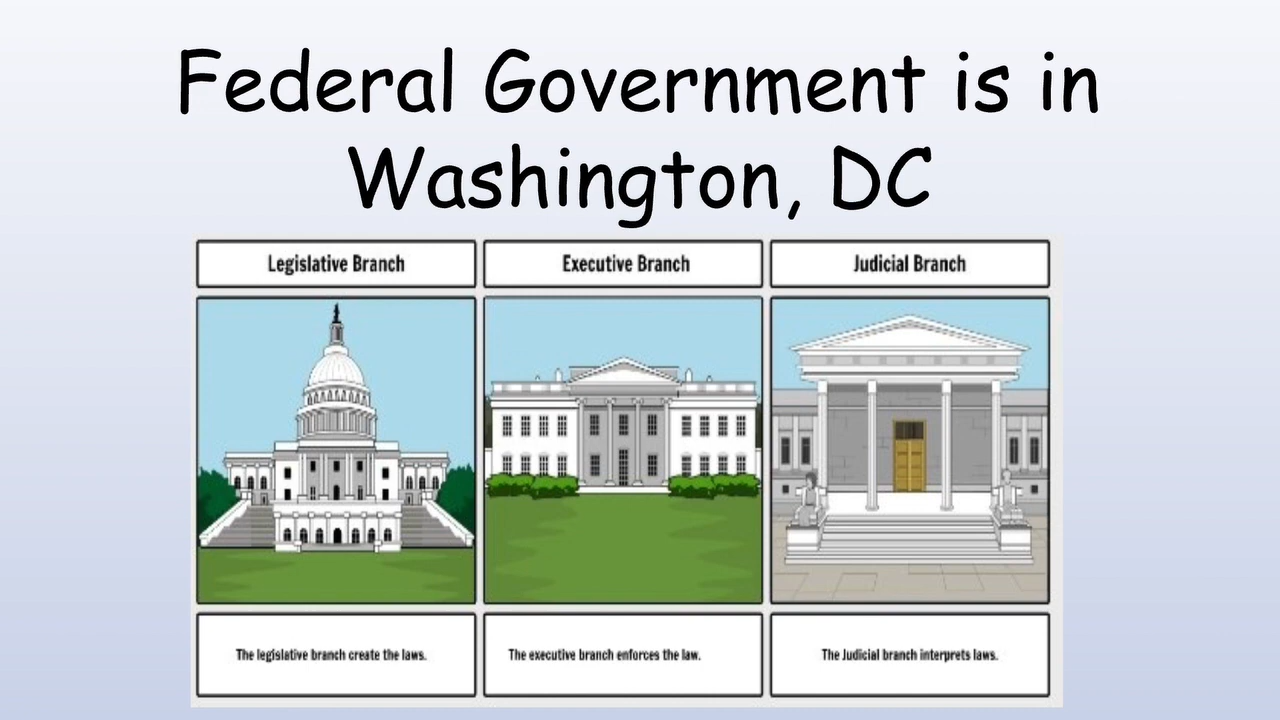 Federal Government is in
Washington, DC
Legislative Branch
Executive Branch
Judicial Branch
The legislative branch create the laws.
The executive branch enforces the law.
The Judicial branch interprets laws.